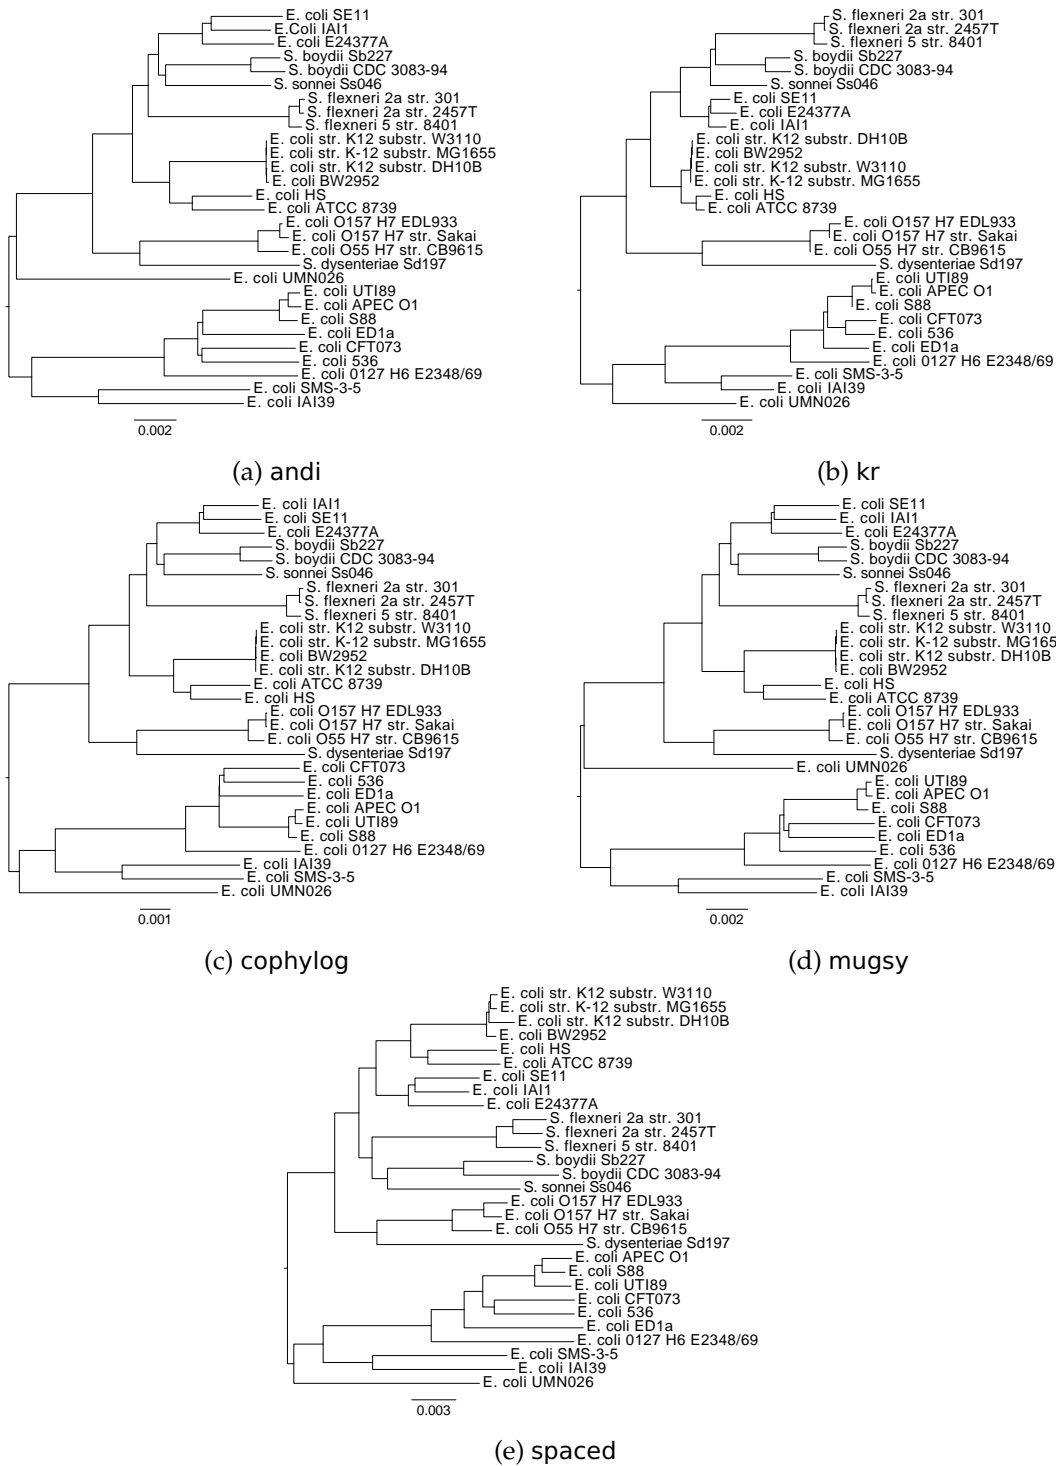 E. coli SE11
E.Coli IAI1
E. coli E24377A
S. boydii Sb227
S. boydii CDC 3083-94
S. sonnei Ss046
S. flexneri 2a str. 301
S. flexneri 2a str. 2457T
S. flexneri 5 str. 8401
E. coli str. K12 substr. W3110
E. coli str. K-12 substr. MG1655
E. coli str. K12 substr. DH10B
E. coli BW2952
E. coli HS
E. coli ATCC 8739
E. coli O157 H7 EDL933
E. coli O157 H7 str. Sakai
E. coli O55 H7 str. CB9615
S. dysenteriae Sd197
E. coli UMN026
E. coli UTI89
E. coli APEC O1
E. coli S88
E. coli ED1a
E. coli CFT073
E. coli 536
E. coli 0127 H6 E2348/69
E. coli SMS-3-5
E. coli IAI39
0.002
(a) andi
S. flexneri 2a str. 301
S. flexneri 2a str. 2457T
S. flexneri 5 str. 8401
S. boydii Sb227
S. boydii CDC 3083-94
S. sonnei Ss046
E. coli SE11
E. coli E24377A
E. coli IAI1
E. coli str. K12 substr. DH10B
E. coli BW2952
E. coli str. K12 substr. W3110
E. coli str. K-12 substr. MG1655
E. coli HS
E. coli ATCC 8739
E. coli O157 H7 EDL933
E. coli O157 H7 str. Sakai
E. coli O55 H7 str. CB9615
S. dysenteriae Sd197
E. coli UTI89
E. coli APEC O1
E. coli S88
E. coli CFT073
E. coli 536
E. coli ED1a
E. coli 0127 H6 E2348/69
E. coli SMS-3-5
E. coli IAI39
E. coli UMN026
0.002
(b) kr
E. coli IAI1
E. coli SE11
E. coli E24377A
S. boydii Sb227
S. boydii CDC 3083-94
S. sonnei Ss046
S. flexneri 2a str. 301
S. flexneri 2a str. 2457T
S. flexneri 5 str. 8401
E. coli str. K12 substr. W3110
E. coli str. K-12 substr. MG1655
E. coli BW2952
E. coli str. K12 substr. DH10B
E. coli ATCC 8739
E. coli HS
E. coli O157 H7 EDL933
E. coli O157 H7 str. Sakai
E. coli O55 H7 str. CB9615
S. dysenteriae Sd197
E. coli CFT073
E. coli 536
E. coli ED1a
E. coli APEC O1
E. coli UTI89
E. coli S88
E. coli 0127 H6 E2348/69
E. coli IAI39
E. coli SMS-3-5
E. coli UMN026
0.001
(c) cophylog
E. coli SE11
E. coli IAI1
E. coli E24377A
S. boydii Sb227
S. boydii CDC 3083-94
S. sonnei Ss046
S. flexneri 2a str. 301
S. flexneri 2a str. 2457T
S. flexneri 5 str. 8401
E. coli str. K12 substr. W3110
E. coli str. K-12 substr. MG165
E. coli str. K12 substr. DH10B
E. coli BW2952
E. coli HS
E. coli ATCC 8739
E. coli O157 H7 EDL933
E. coli O157 H7 str. Sakai
E. coli O55 H7 str. CB9615
S. dysenteriae Sd197
E. coli UMN026
E. coli UTI89
E. coli APEC O1
E. coli S88
E. coli CFT073
E. coli ED1a
E. coli 536
E. coli 0127 H6 E2348/69
E. coli SMS-3-5
E. coli IAI39
0.002
(d) mugsy
E. coli str. K12 substr. W3110
E. coli str. K-12 substr. MG1655
E. coli str. K12 substr. DH10B
E. coli BW2952
E. coli HS
E. coli ATCC 8739
E. coli SE11
E. coli IAI1
E. coli E24377A
S. flexneri 2a str. 301
S. flexneri 2a str. 2457T
S. flexneri 5 str. 8401
S. boydii Sb227
S. boydii CDC 3083-94
S. sonnei Ss046
E. coli O157 H7 EDL933
E. coli O157 H7 str. Sakai
E. coli O55 H7 str. CB9615
S. dysenteriae Sd197
E. coli APEC O1
E. coli S88
E. coli UTI89
E. coli CFT073
E. coli 536
E. coli ED1a
E. coli 0127 H6 E2348/69
E. coli SMS-3-5
E. coli IAI39
E. coli UMN026
0.003
(e) spaced